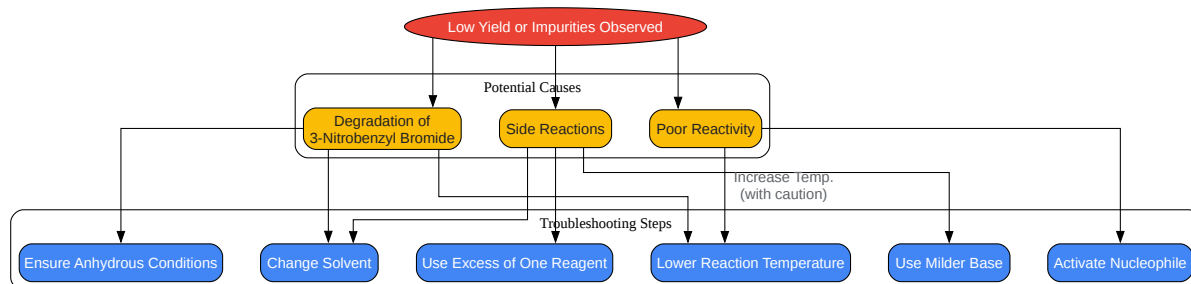 Low Yield or Impurities Observed
Potential Causes
Degradation of
3-Nitrobenzyl Bromide
Side Reactions
Poor Reactivity
Increase Temp.
(with caution)
Troubleshooting Steps
Ensure Anhydrous Conditions
Change Solvent
Use Excess of One Reagent
Lower Reaction Temperature
Use Milder Base
Activate Nucleophile